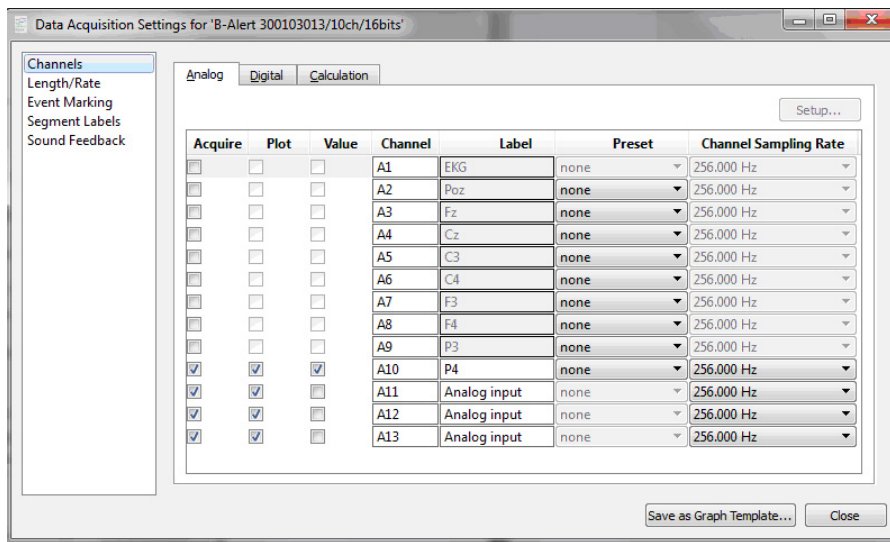 Data Acquisition Settings for 'B-Alert 300103013/10ch/16bits'
Channels
Length/Rate
Event Marking
Segment Labels
Sound Feedback
Analog Digital Calculation
Setup...
Acquire Plot Value Channel Label Preset Channel Sampling Rate
A1 EKG none 256.000 Hz
A2 Poz none 256.000 Hz
A3 Fz none 256.000 Hz
A4 Cz none 256.000 Hz
A5 C3 none 256.000 Hz
A6 C4 none 256.000 Hz
A7 F3 none 256.000 Hz
A8 F4 none 256.000 Hz
A9 P3 none 256.000 Hz
A10 P4 none 256.000 Hz
A11 Analog input none 256.000 Hz
A12 Analog input none 256.000 Hz
A13 Analog input none 256.000 Hz
Save as Graph Template... Close